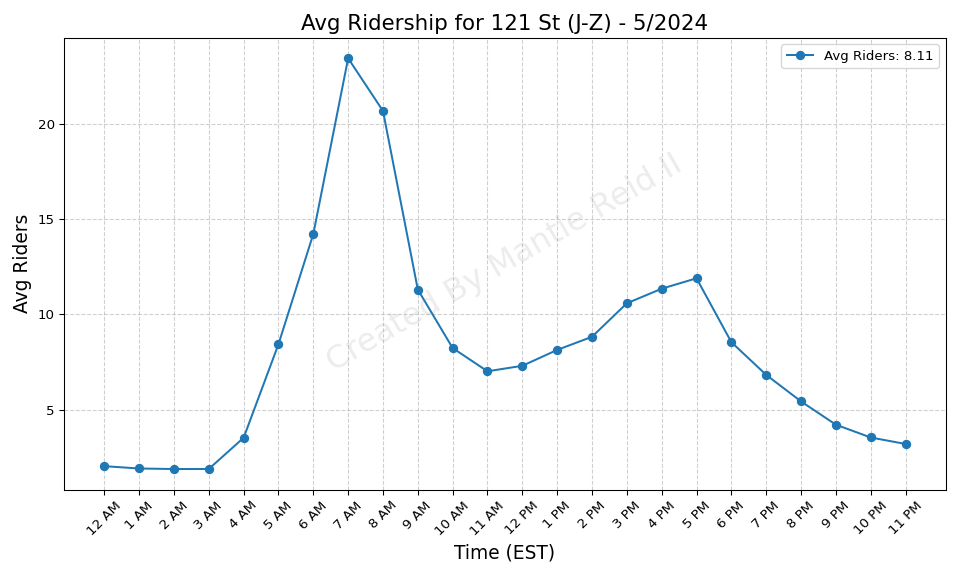 Avg Ridership for 121 St (J-Z) - 5/2024
Avg Riders: 8.11
Avg Riders
20
15
10
5
Created By Mantle Reid II
12 AM
1 AM
2 AM
3 AM
4 AM
5 AM
6 AM
7 AM
8 AM
9 AM
10 AM
11 AM
12 PM
1 PM
2 PM
3 PM
4 PM
5 PM
6 PM
7 PM
8 PM
9 PM
10 PM
11 PM
Time (EST)